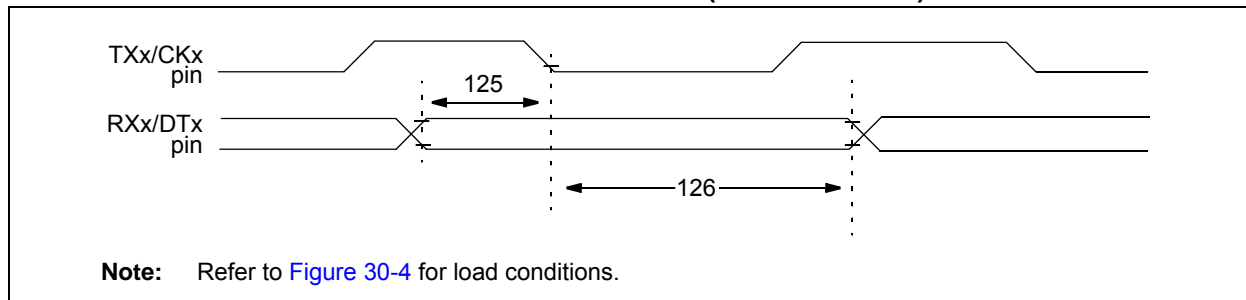 TXx/CKx
pin
125
RXx/DTx
pin
126
Note: Refer to Figure 30-4 for load conditions.